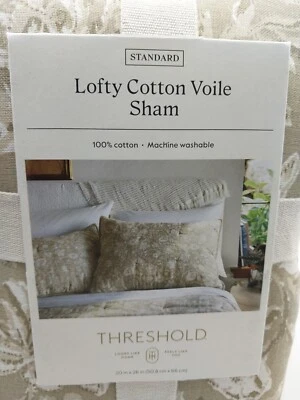 STANDARD
Lofty Cotton Voile
Sham
100% cotton • Machine washable
THRESHOLD